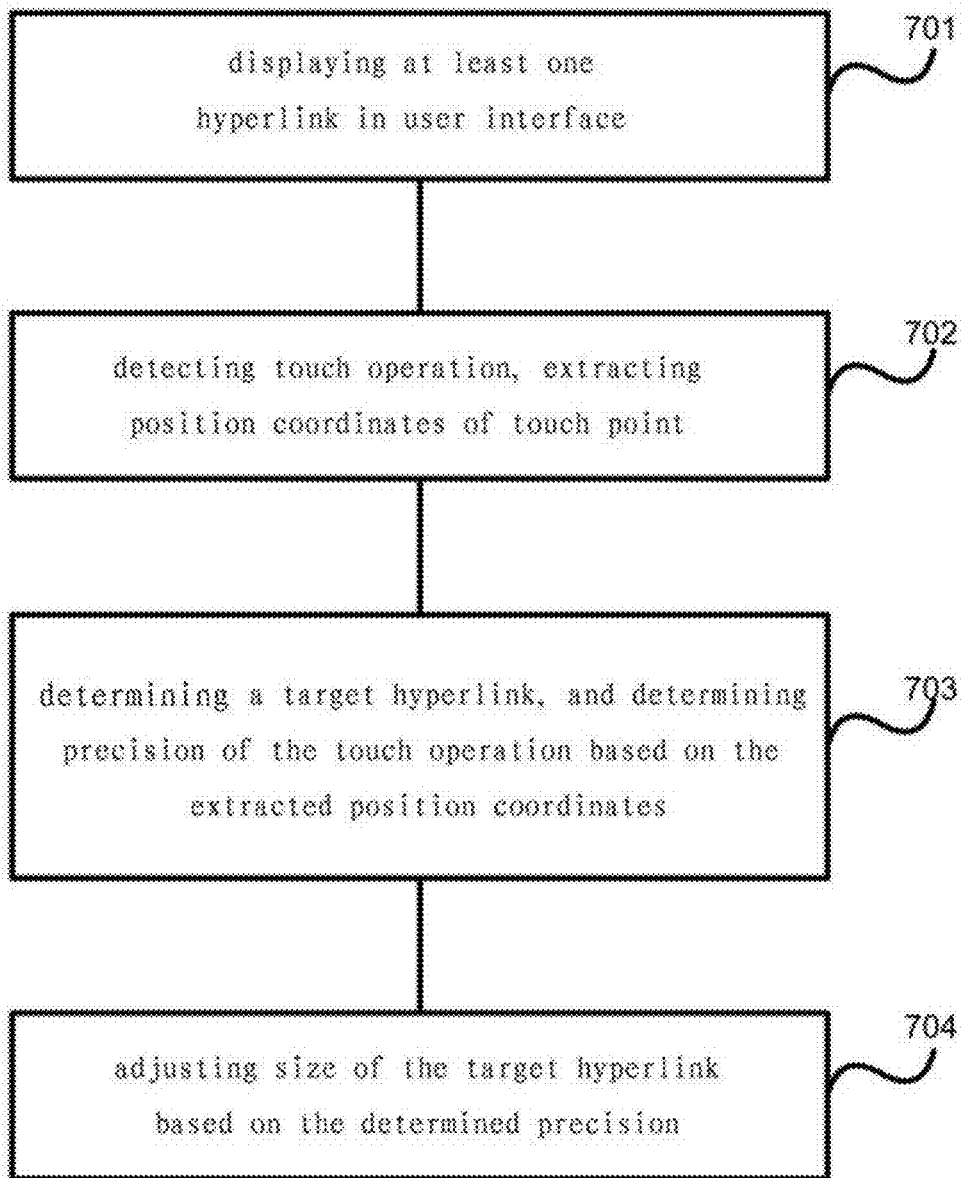 701
displaying at least one
hyperlink in user interface
702
detecting touch operation, extracting
position coordinates of touch point
703
determining a target hyperlink, and determining
precision of the touch operation based on the
extracted position coordinates
704
adjusting size of the target hyperlink
based on the determined precision